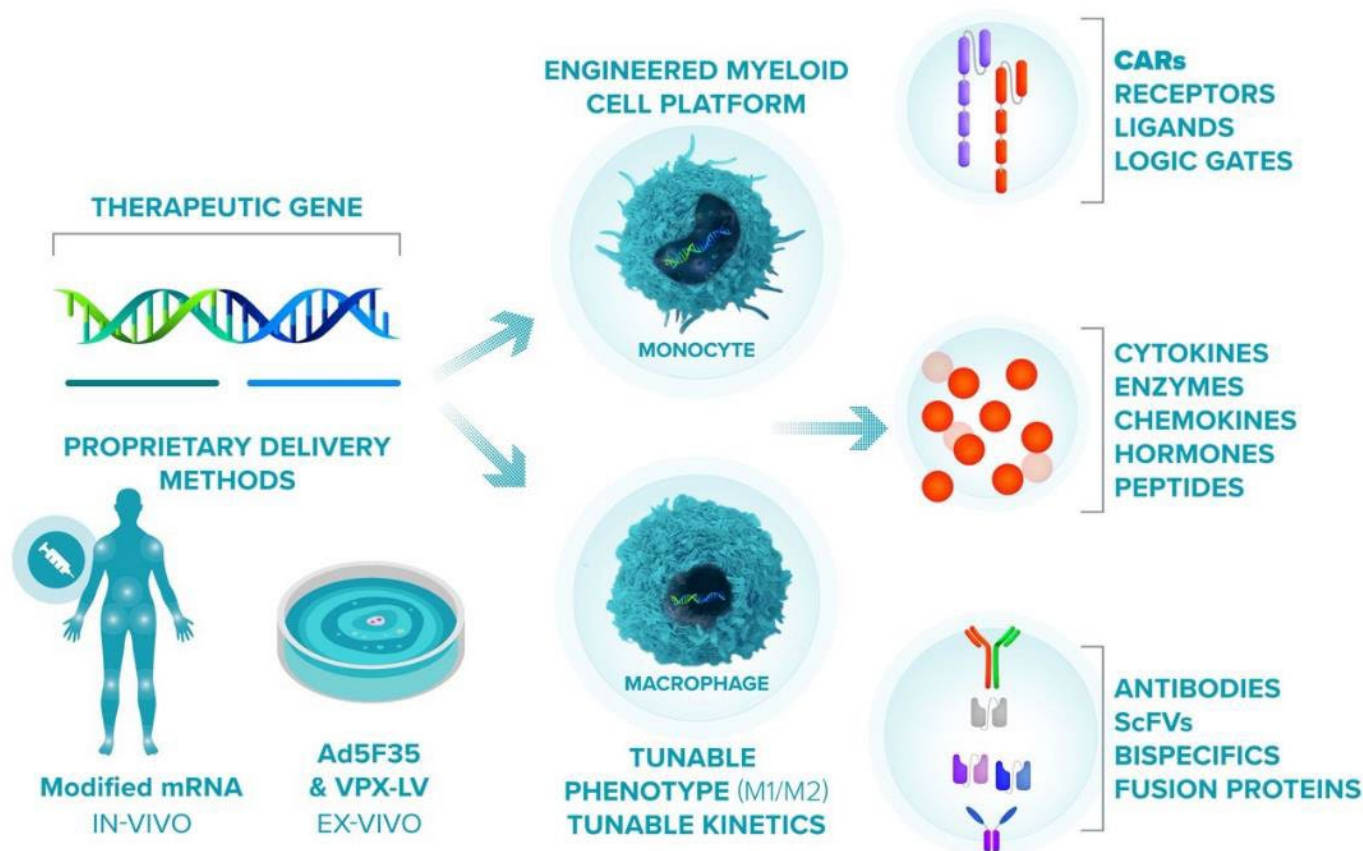 THERAPEUTIC GENE
PROPRIETARY DELIVERY
METHODS
Modified mRNA
IN-VIVO
Ad5F35
& VPX-LV
EX-VIVO
ENGINEERED MYELOID
CELL PLATFORM
MONOCYTE
MACROPHAGE
TUNABLE
PHENOTYPE (M1/M2)
TUNABLE KINETICS
CARs
RECEPTORS
LIGANDS
LOGIC GATES
CYTOKINES
ENZYMES
CHEMOKINES
HORMONES
PEPTIDES
ANTIBODIES
ScFVs
BISPECIFICS
FUSION PROTEINS